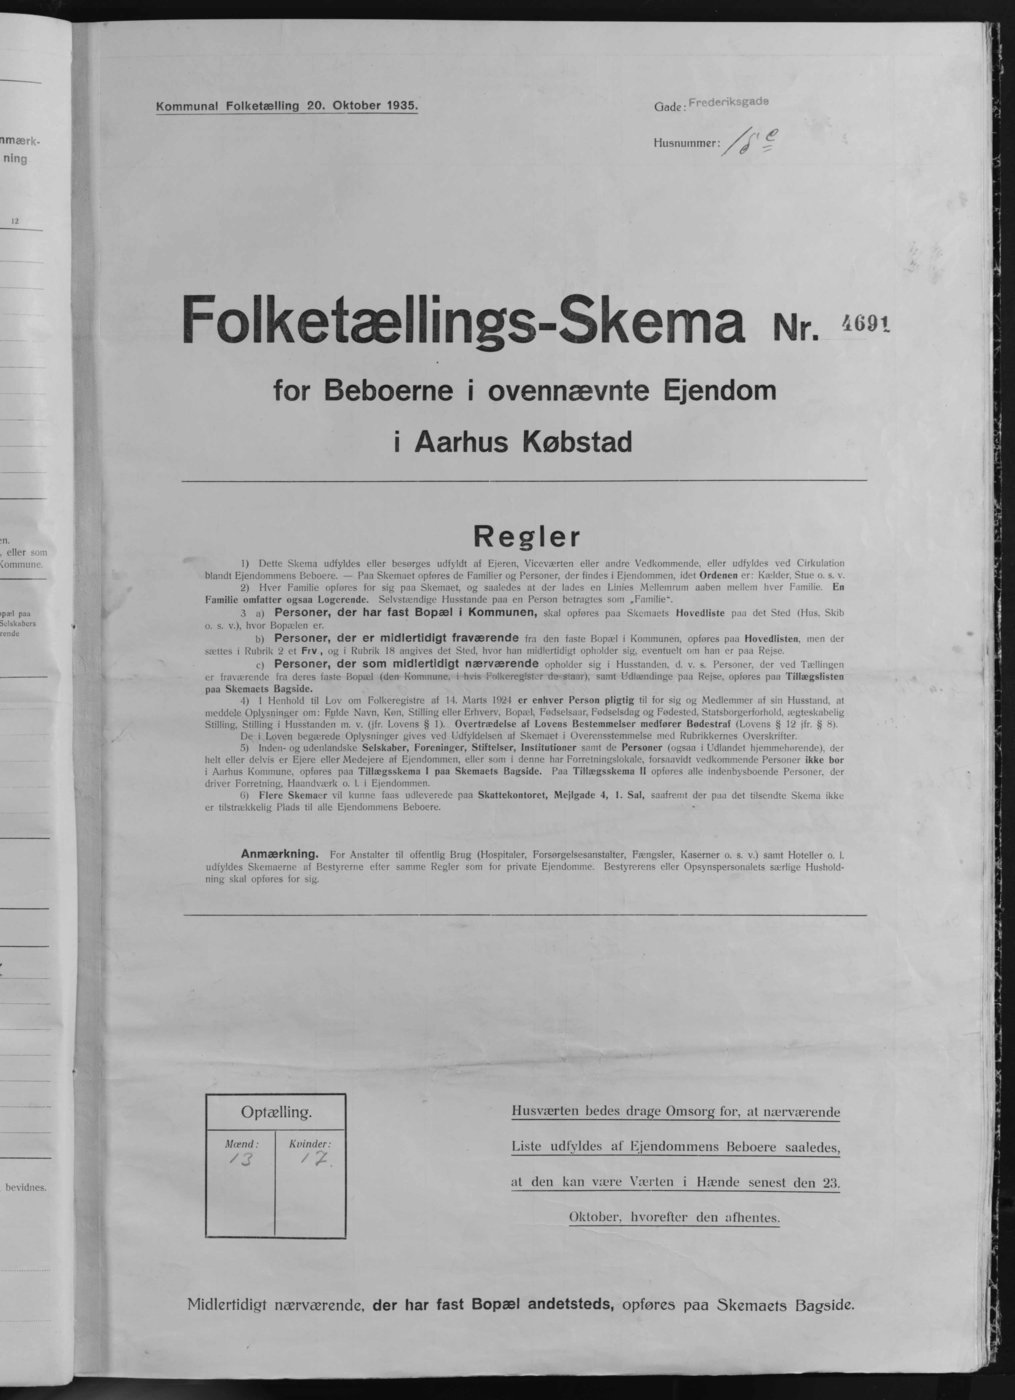 nmærk-
ning
12
en.
, eller som
Kommune.
opæl paa
Selskabers
rende
bevidnes.
Kommunal Folketælling 20. Oktober 1935.
Gade: Frederiksgade
Husnummer: 18 e
Folketællings-Skema Nr. 4691
for Beboerne i ovennævnte Ejendom
i Aarhus Købstad
Regler
1) Dette Skema udfyldes eller besørges udfyldt af Ejeren, Viceværten eller andre Vedkommende, eller udfyldes ved Cirkulation
blandt Ejendommens Beboere. — Paa Skemaet opføres de Familier og Personer, der findes i Ejendommen, idet Ordenen er: Kælder, Stue o. s. v.
2) Hver Familie opføres for sig paa Skemaet, og saaledes at der lades en Linies Mellemrum aaben mellem hver Familie. En
Familie omfatter ogsaa Logerende. Selvstændige Husstande paa en Person betragtes som „Familie“.
3 a) Personer, der har fast Bopæl i Kommunen, skal opføres paa Skemaets Hovedliste paa det Sted (Hus, Skib
o. s. v.), hvor Bopælen er.
b) Personer, der er midlertidigt fraværende fra den faste Bopæl i Kommunen, opføres paa Hovedlisten, men der
sættes i Rubrik 2 et Frv., og i Rubrik 18 angives det Sted, hvor han midlertidigt opholder sig, eventuelt om han er paa Rejse.
c) Personer, der som midlertidigt nærværende opholder sig i Husstanden, d. v. s. Personer, der ved Tællingen
er fraværende fra deres faste Bopæl (den Kommune, i hvis Folkeregister de staar), samt Udlændinge paa Rejse, opføres paa Tillægslisten
paa Skemaets Bagside.
4) I Henhold til Lov om Folkeregistre af 14. Marts 1924 er enhver Person pligtig til for sig og Medlemmer af sin Husstand, at
meddele Oplysninger om: Fulde Navn, Køn, Stilling eller Erhverv, Bopæl, Fødselsaar, Fødselsdag og Fødested, Statsborgerforhold, ægteskabelig
Stilling, Stilling i Husstanden m. v. (jfr. Lovens § 1). Overtrædelse af Lovens Bestemmelser medfører Bødestraf (Lovens § 12 jfr. § 8).
De i Loven begærede Oplysninger gives ved Udfyldelsen af Skemaet i Overensstemmelse med Rubrikkernes Overskrifter.
5) Inden- og udenlandske Selskaber, Foreninger, Stiftelser, Institutioner samt de Personer (ogsaa i Udlandet hjemmehørende), der
helt eller delvis er Ejere eller Medejere af Ejendommen, eller som i denne har Forretningslokale, forsaavidt vedkommende Personer ikke bor
i Aarhus Kommune, opføres paa Tillægsskema I paa Skemaets Bagside. Paa Tillægsskema II opføres alle indenbysboende Personer, der
driver Forretning, Haandværk o. l. i Ejendommen.
6) Flere Skemaer vil kunne faas udleverede paa Skattekontoret, Mejlgade 4, 1. Sal, saafremt der paa det tilsendte Skema ikke
er tilstrækkelig Plads til alle Ejendommens Beboere.
Anmærkning. For Anstalter til offentlig Brug (Hospitaler, Forsørgelsesanstalter, Fængsler, Kaserner o. s. v.) samt Hoteller o. l.
udfyldes Skemaerne af Bestyrerne efter samme Regler som for private Ejendomme. Bestyrerens eller Opsynspersonalets særlige Hushold-
ning skal opføres for sig.
Optælling.
Mænd: Kvinder:
13 17.
Husværten bedes drage Omsorg for, at nærværende
Liste udfyldes af Ejendommens Beboere saaledes,
at den kan være Værten i Hænde senest den 23.
Oktober, hvorefter den afhentes.
Midlertidigt nærværende, der har fast Bopæl andetsteds, opføres paa Skemaets Bagside.